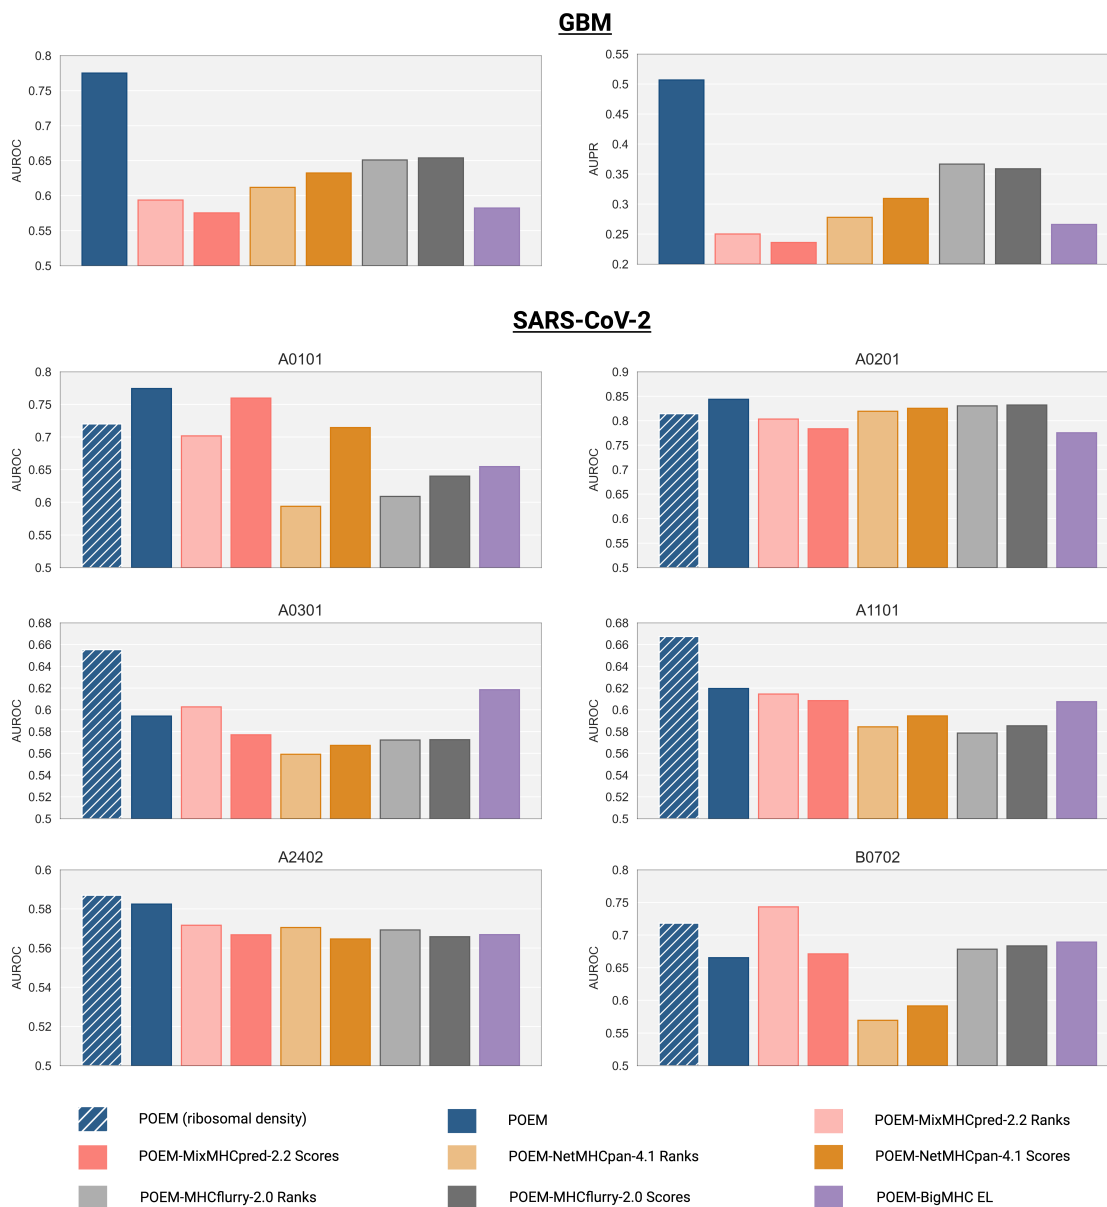 GBM
0.8
0.75
0.7
0.65
0.6
0.55
0.5
AUROC
0.55
0.5
0.45
0.4
0.35
0.3
0.25
0.2
AUPR
SARS-CoV-2
A0101
0.8
0.75
0.7
0.65
0.6
0.55
0.5
AUROC
A0201
0.9
0.85
0.8
0.75
0.7
0.65
0.6
0.55
0.5
AUROC
A0301
0.68
0.66
0.64
0.62
0.6
0.58
0.56
0.54
0.52
0.5
AUROC
A1101
0.68
0.66
0.64
0.62
0.6
0.58
0.56
0.54
0.52
0.5
AUROC
A2402
0.6
0.58
0.56
0.54
0.52
0.5
AUROC
B0702
0.8
0.75
0.7
0.65
0.6
0.55
0.5
AUROC
POEM (ribosomal density)
POEM
POEM-MixMHCpred-2.2 Ranks
POEM-MixMHCpred-2.2 Scores
POEM-NetMHCpan-4.1 Ranks
POEM-NetMHCpan-4.1 Scores
POEM-MHCflurry-2.0 Ranks
POEM-MHCflurry-2.0 Scores
POEM-BigMHC EL